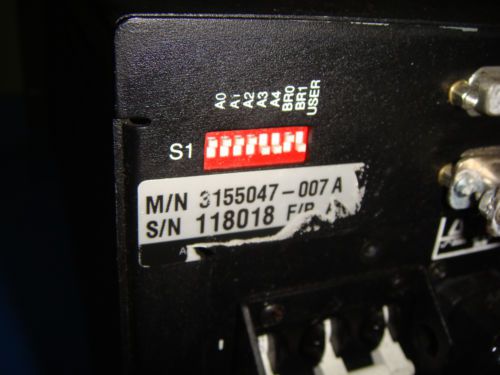 A0
A1
A2
A3
A4
BR0
BR1
USER
S1
M/N 3155047-007 A
S/N 118018 F/R